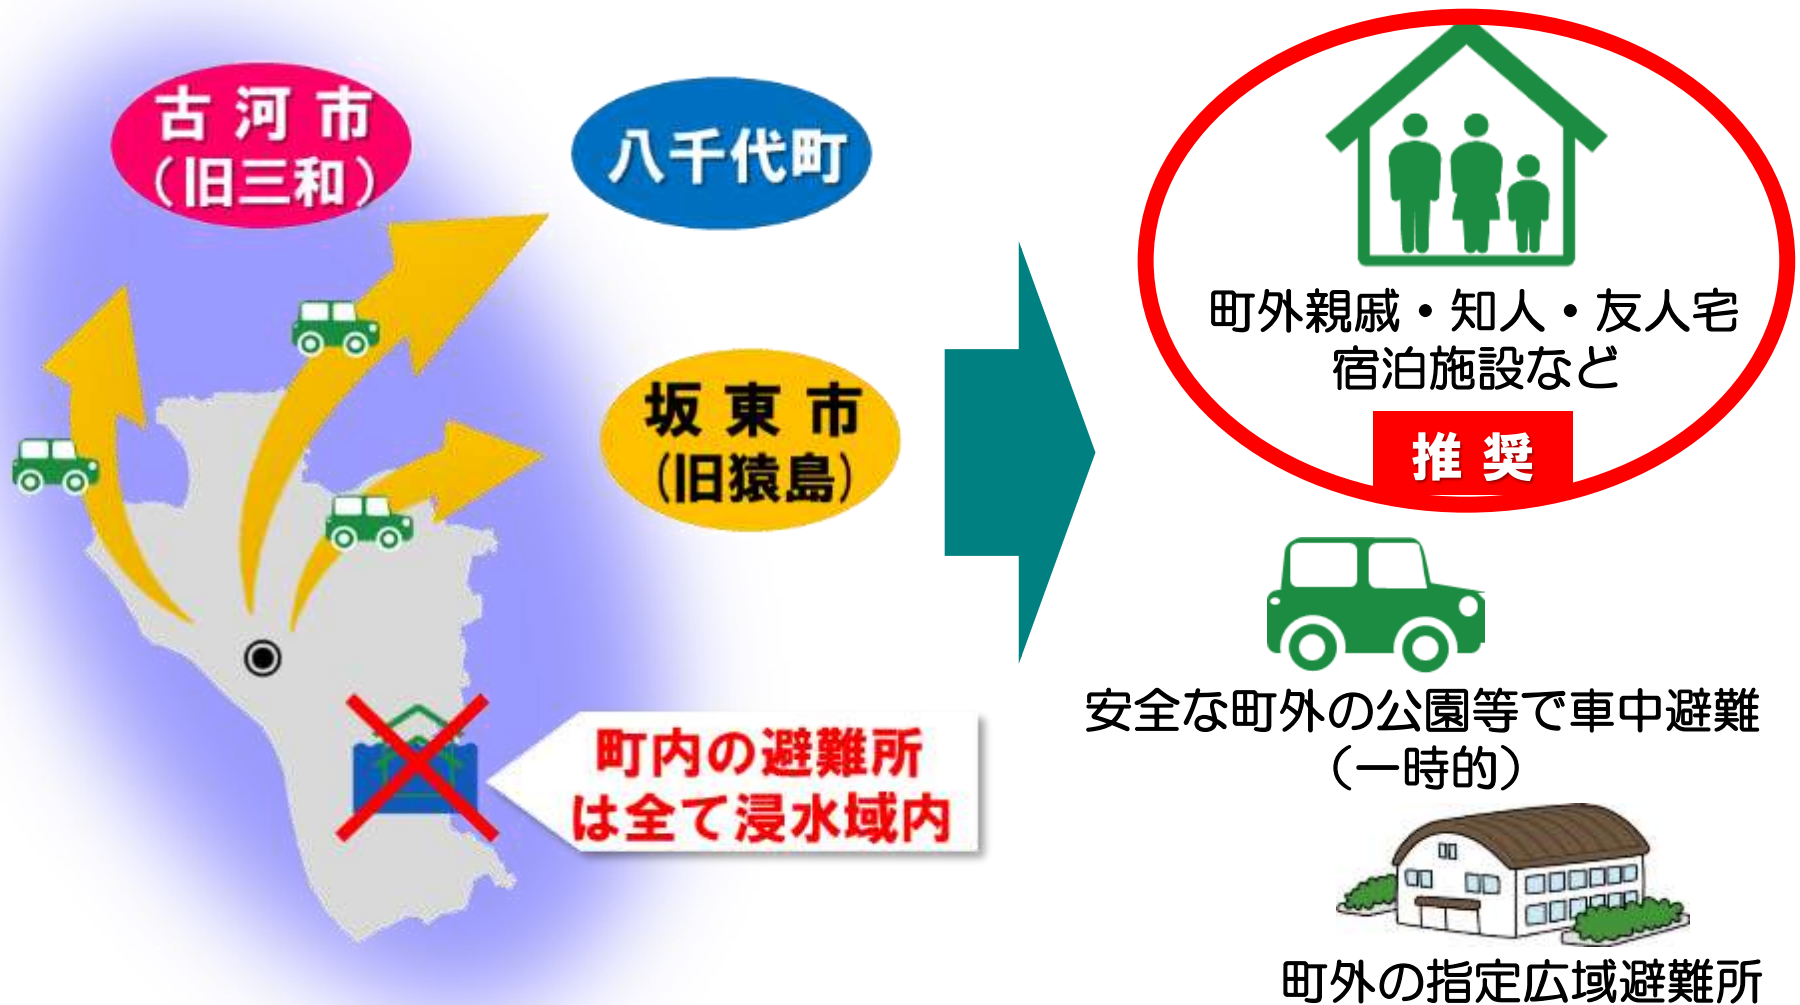 古河市
（旧三和）
八千代町
坂東市
（旧猿島）
町内の避難所
は全て浸水域内
町外親戚・知人・友人宅
宿泊施設など
推奨
安全な町外の公園等で車中避難
（一時的）
町外の指定広域避難所